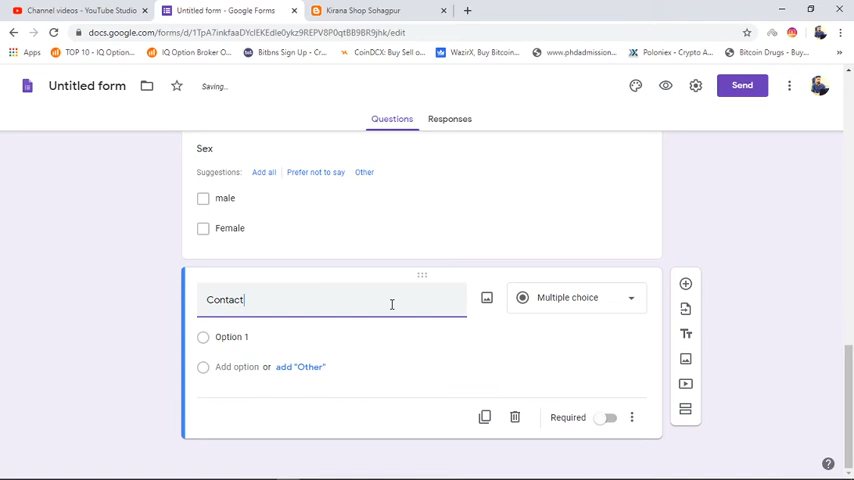 Channel videos - YouTube Studio
Untitled form - Google Forms
Kirana Shop Sohagpur
docs.google.com/forms/d/1TpA7inkfaaDYclEKEdle0ykz9REPV8P0qtBB9BR9jhk/edit
Apps TOP 10 - IQ Option... IQ Option Broker O... Bitbns Sign Up - Cr... CoinDCX: Buy Sell o... WazirX, Buy Bitcoin... www.phdadmission... Poloniex - Crypto A... Bitcoin Drugs - Buy... »
Untitled form Saving... Send
Questions Responses
Sex
Suggestions: Add all Prefer not to say Other
male
Female
Contact Multiple choice
Option 1
Add option or add "Other"
Tт
Required